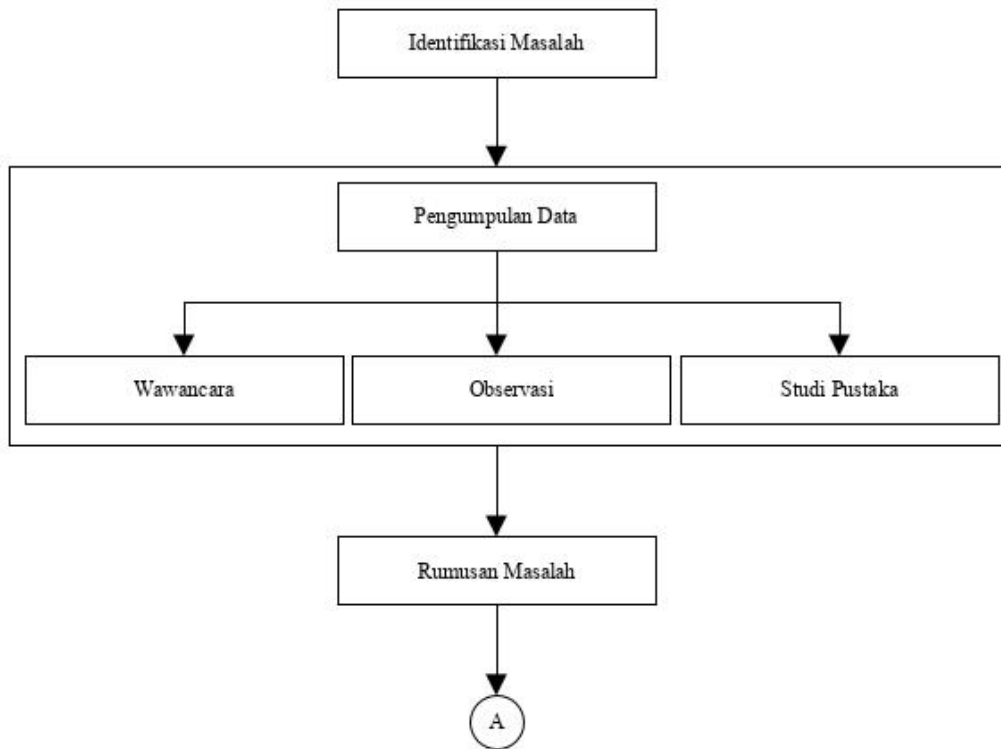 Identifikasi Masalah
Pengumpulan Data
Wawancara
Observasi
Studi Pustaka
Rumusan Masalah
A